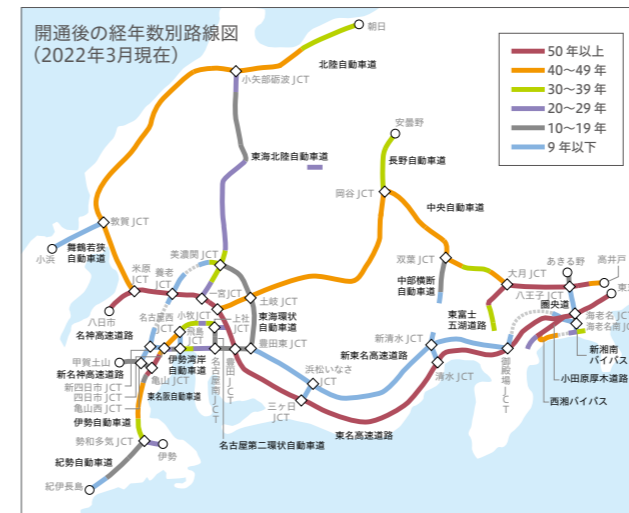 開通後の経年数別路線図
(2022年3月現在)
50年以上
40〜49年
30〜39年
20〜29年
10〜19年
9年以下
朝日
北陸自動車道
小矢部砺波JCT
安曇野
長野自動車道
東海北陸自動車道
岡谷JCT
中央自動車道
敦賀JCT
小浜
舞鶴若狭
自動車道
美濃関JCT
養老
JCT
米原
JCT
双葉JCT
中部横断
自動車道
大月JCT
あきる野
高井戸
八王子JCT
圏央道
海老名JCT
海老名南JCT
東富士
五湖道路
八日市
名神高速道路
一宮JCT
土岐JCT
小牧JCT
上社
JCT
名古屋西
JCT
飛島
JCT
東海環状
自動車道
豊田東JCT
甲賀土山
新名神高速道路
伊勢湾岸
自動車道
新四日市JCT
四日市JCT
亀山西JCT
亀山JCT
東名阪自動車道
名古屋南JCT
豊田JCT
伊勢自動車道
勢和多気JCT
伊勢
紀勢自動車道
紀伊長島
名古屋第二環状自動車道
浜松いなさ
JCT
三ヶ日
JCT
東名高速道路
新東名高速道路
新清水JCT
清水JCT
御殿場JCT
新湘南
バイパス
小田原厚木道路
西湘バイパス